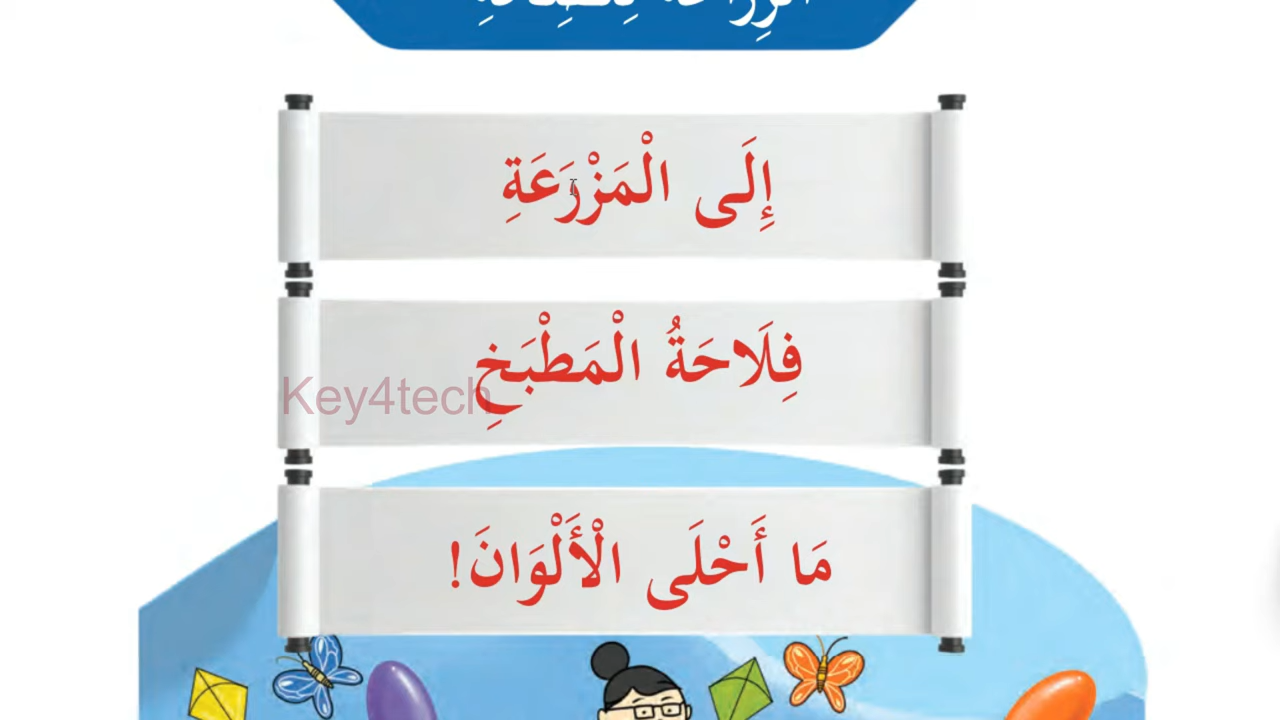 إِلَى الْمَزْرَعَةِ
فِلَاحَةُ الْمَطْبَخِ
Key4tech
مَا أَحْلَى الْأَلْوَانَ!